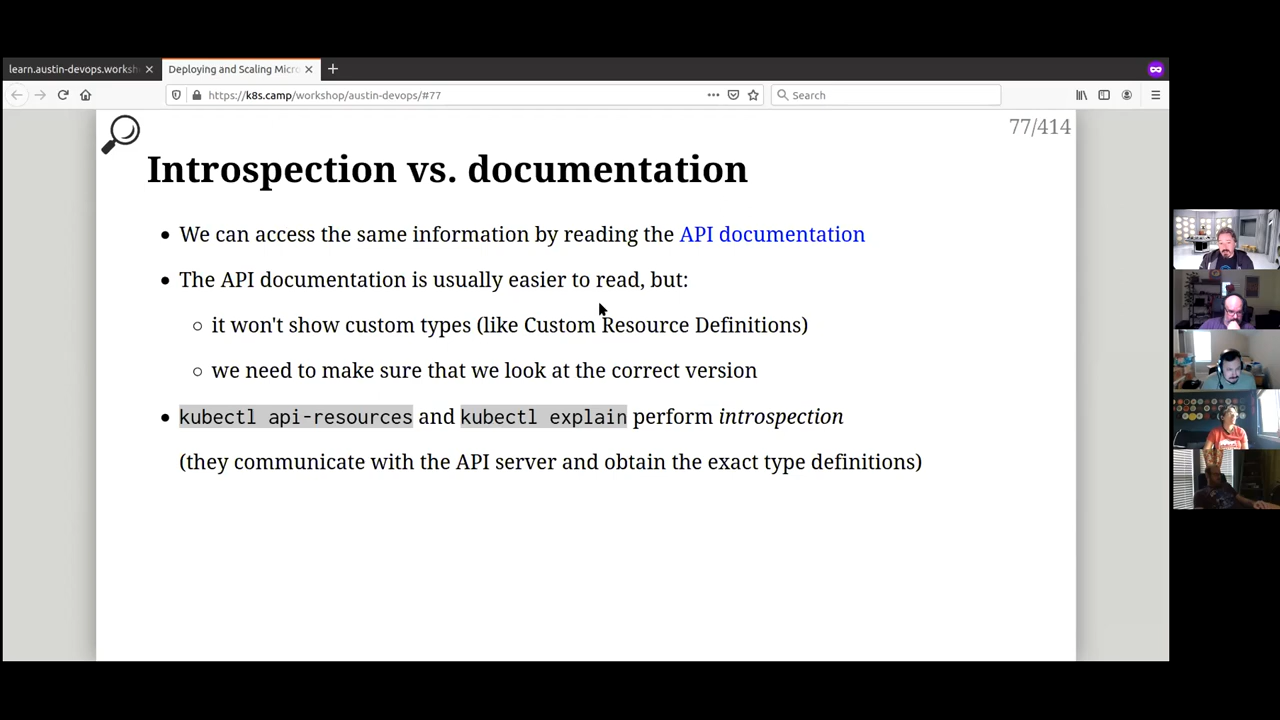 learn.austin-devops.worksh
Deploying and Scaling Micro
https://k8s.camp/workshop/austin-devops/#77
Search
77/414
Introspection vs. documentation
• We can access the same information by reading the API documentation
• The API documentation is usually easier to read, but:
○ it won't show custom types (like Custom Resource Definitions)
○ we need to make sure that we look at the correct version
• kubectl api-resources and kubectl explain perform introspection
(they communicate with the API server and obtain the exact type definitions)